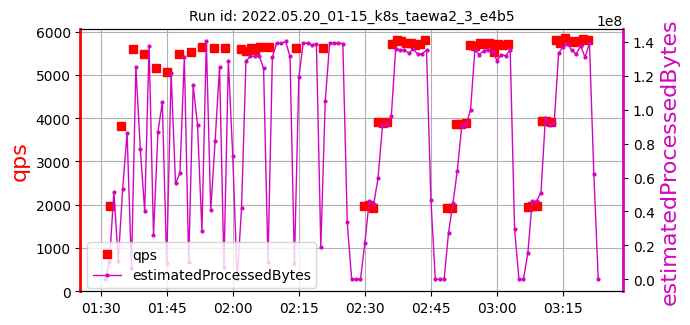 Run id: 2022.05.20_01-15_k8s_taewa2_3_e4b5
1e8
6000
5000
4000
3000
2000
1000
0
qps
1.4
1.2
1.0
0.8
0.6
0.4
0.2
0.0
estimatedProcessedBytes
qps
estimatedProcessedBytes
01:30 01:45 02:00 02:15 02:30 02:45 03:00 03:15